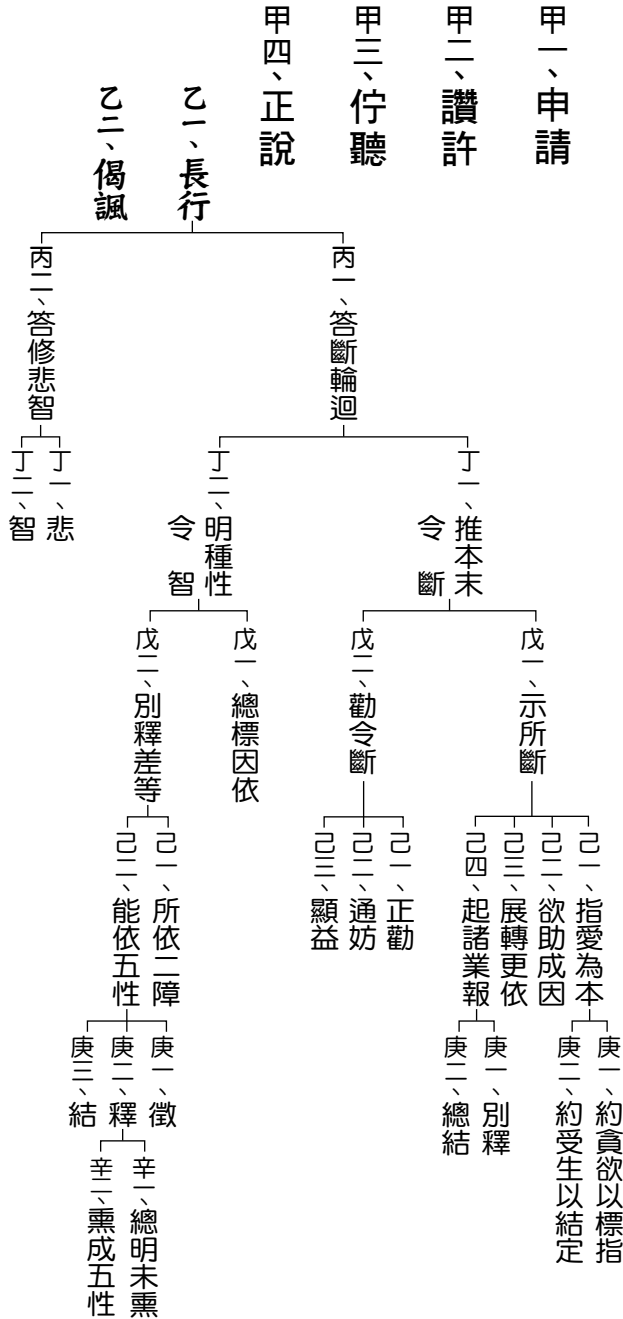 甲一、申請
甲二、讚許
甲三、佇聽
甲四、正說
乙一、長行
丙一、答斷輪迴
丁一、推本末令斷
戊一、示所斷
己一、指愛為本
庚一、約貪欲以標指
庚二、約受生以結定
己二、欲助成因
己三、展轉更依
己四、起諸業報
庚一、別釋
庚二、總結
戊二、勸令斷
己一、正勸
己二、通妨
己三、顯益
丁二、明種性令智
戊一、總標因依
戊二、別釋差等
己一、所依二障
己二、能依五性
庚一、徵
庚二、釋
辛一、總明未熏
辛二、熏成五性
庚三、結
丙二、答修悲智
丁一、悲
丁二、智
乙二、偈諷